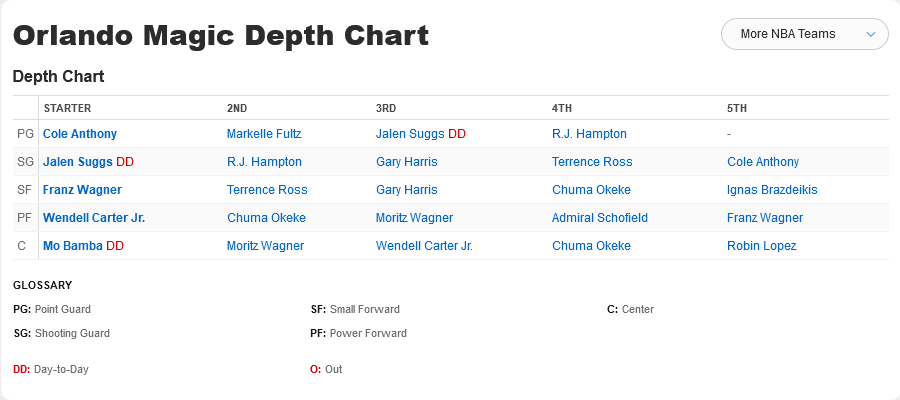 Orlando Magic Depth Chart
More NBA Teams
Depth Chart
STARTER 2ND 3RD 4TH 5TH
PG Cole Anthony Markelle Fultz Jalen Suggs DD R.J. Hampton -
SG Jalen Suggs DD R.J. Hampton Gary Harris Terrence Ross Cole Anthony
SF Franz Wagner Terrence Ross Gary Harris Chuma Okeke Ignas Brazdeikis
PF Wendell Carter Jr. Chuma Okeke Moritz Wagner Admiral Schofield Franz Wagner
C Mo Bamba DD Moritz Wagner Wendell Carter Jr. Chuma Okeke Robin Lopez
GLOSSARY
PG: Point Guard SF: Small Forward C: Center
SG: Shooting Guard PF: Power Forward
DD: Day-to-Day O: Out